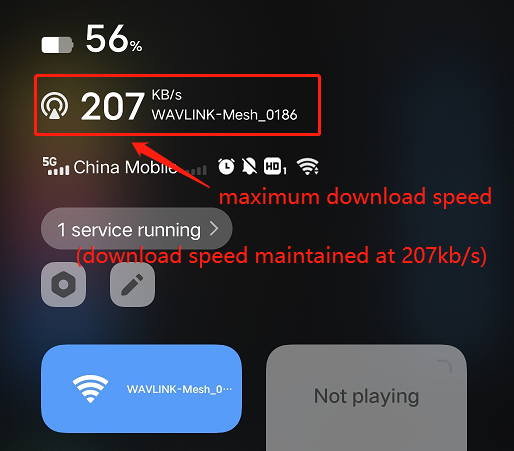 56%
207 KB/s
WAVLINK-Mesh_0186
5G China Mobile HD1
maximum download speed
1 service running
(download speed maintained at 207kb/s)
WAVLINK-Mesh_0···
Not playing